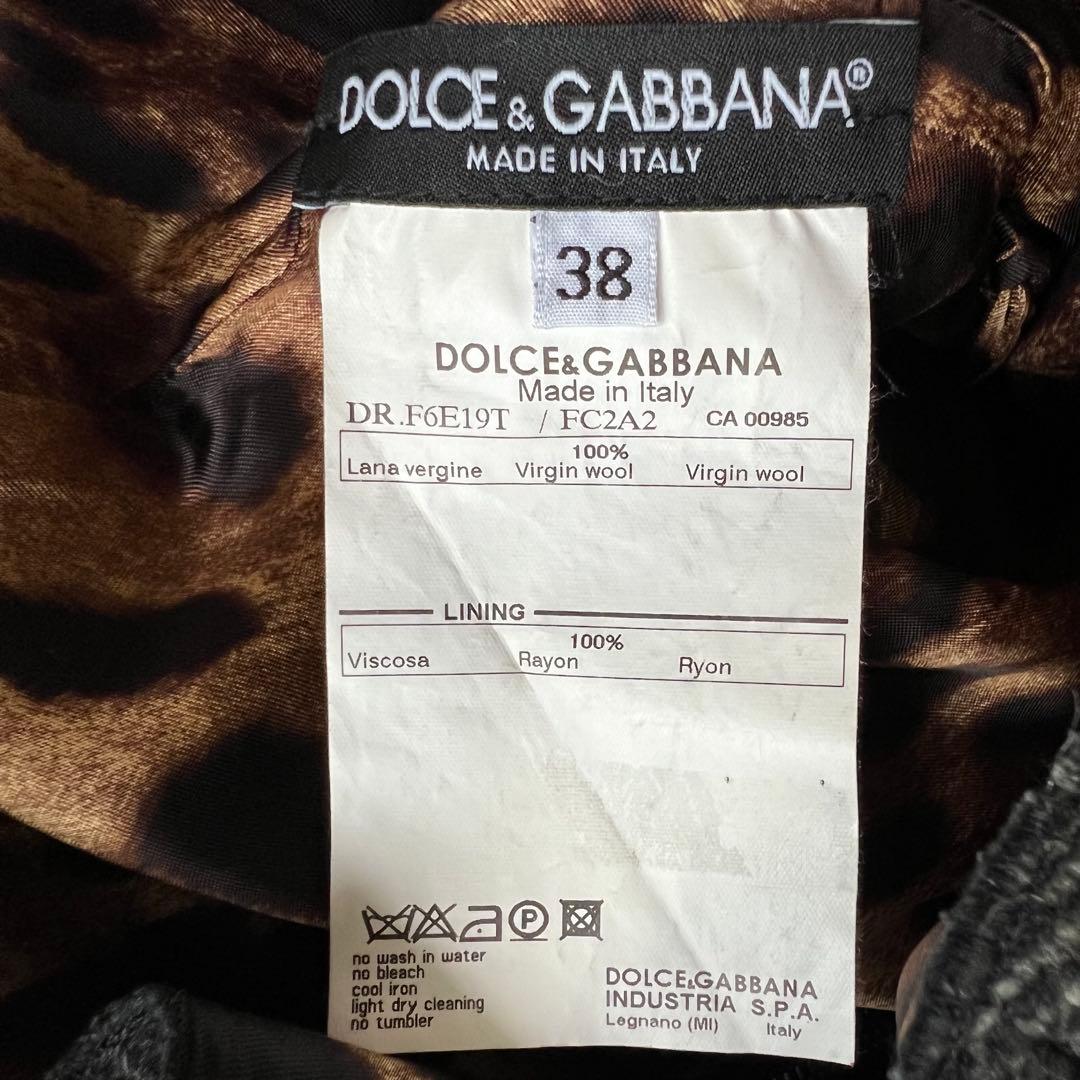 DOLCE & GABBANA®
MADE IN ITALY
38
DOLCE&GABBANA
Made in Italy
DR.F6E19T / FC2A2 CA 00985
100%
Lana vergine Virgin wool Virgin wool
LINING
100%
Viscosa Rayon Ryon
P
no wash in water
no bleach
cool iron
light dry cleaning
no tumbler
DOLCE&GABBANA
INDUSTRIA S.P.A.
Legnano (MI) Italy